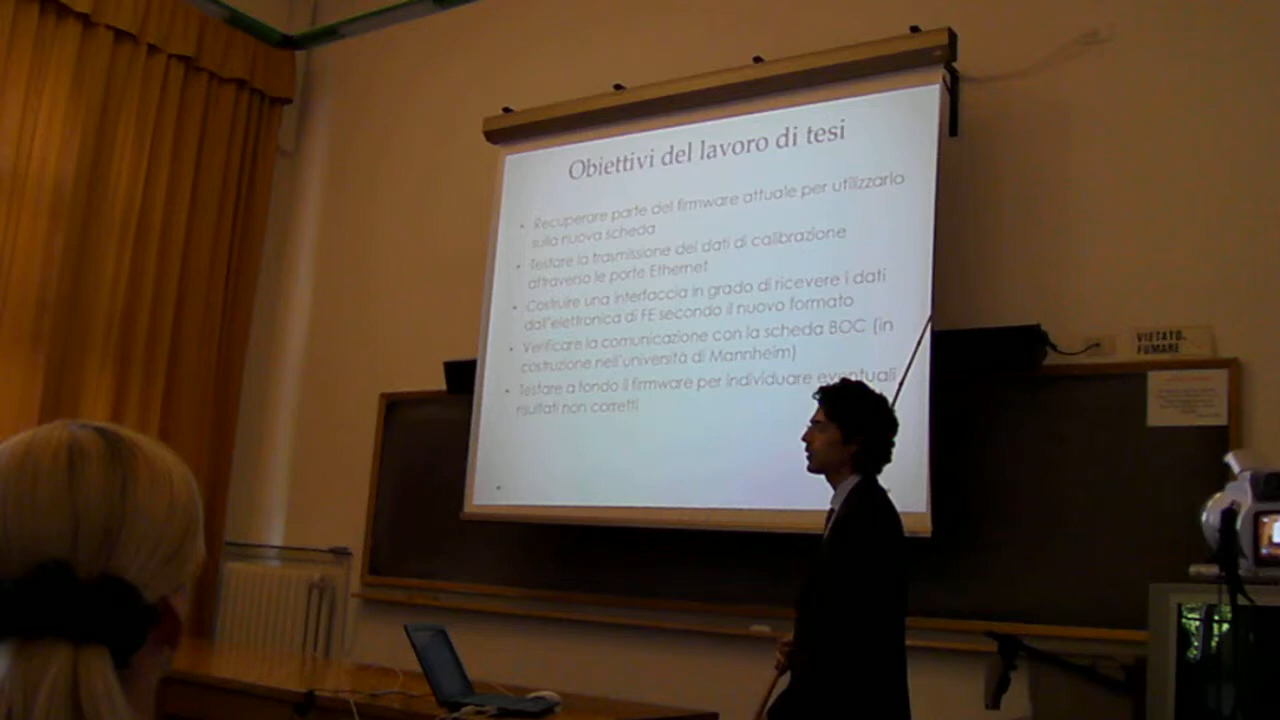 Obiettivi del lavoro di tesi
• Recuperare parte del firmware attuale per utilizzarlo
sulla nuova scheda
• Testare la trasmissione dei dati di calibrazione
attraverso le porte Ethernet
• Costruire una interfaccia in grado di ricevere i dati
dall'elettronica di FE secondo il nuovo formato
• Verificare la comunicazione con la scheda BOC (in
costruzione nell'università di Mannheim)
• Testare a fondo il firmware per individuare eventuali
risultati non corretti
VIETATO
FUMARE